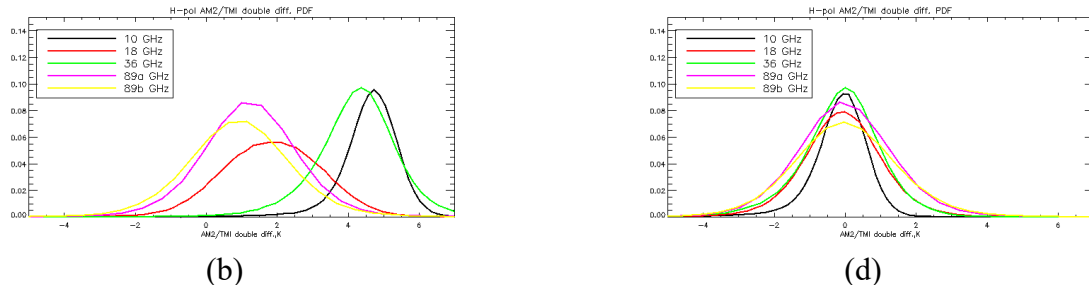 H-pol AM2/TMI double diff. PDF
0.14
0.12
0.10
0.08
0.06
0.04
0.02
0.00
10 GHz
18 GHz
36 GHz
89a GHz
89b GHz
-4 -2 0 2 4 6
AM2/TMI double diff.,K
(b)
H-pol AM2/TMI double diff. PDF
0.14
0.12
0.10
0.08
0.06
0.04
0.02
0.00
10 GHz
18 GHz
36 GHz
89a GHz
89b GHz
-4 -2 0 2 4 6
AM2/TMI double diff.,K
(d)